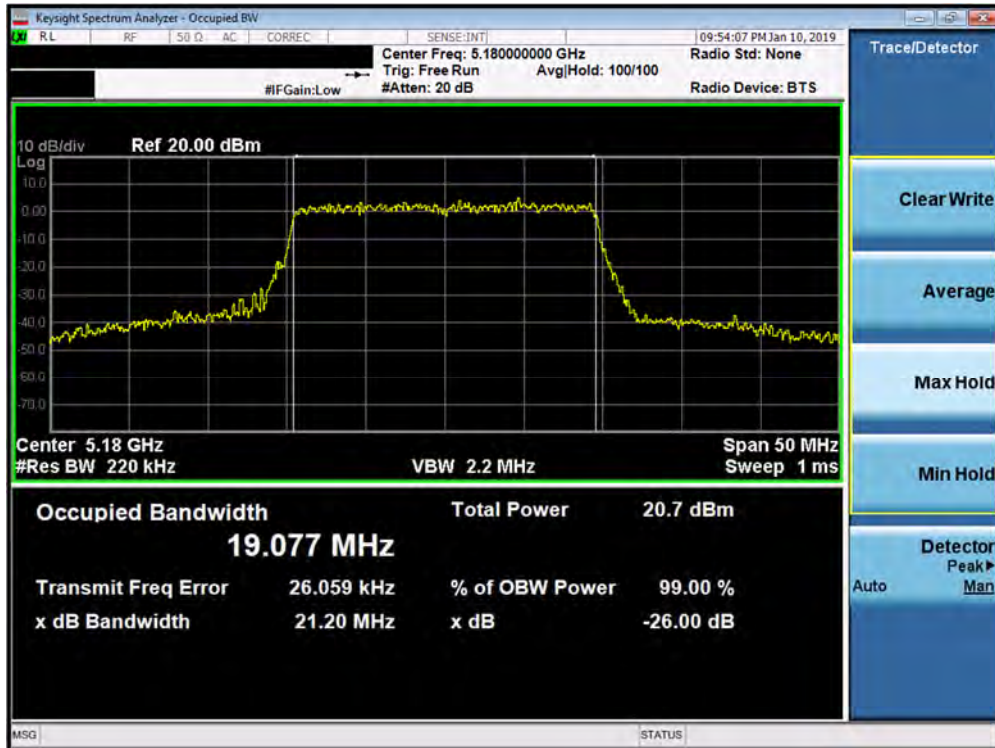 Keysight Spectrum Analyzer - Occupied BW
LXI RL RF 50 Ω AC CORREC SENSE:INT 09:54:07 PM Jan 10, 2019
Center Freq: 5.180000000 GHz Radio Std: None
Trig: Free Run Avg|Hold: 100/100
#IFGain:Low #Atten: 20 dB Radio Device: BTS
Trace/Detector
10 dB/div Ref 20.00 dBm
Log
10.0
0.00
-10.0
-20.0
-30.0
-40.0
-50.0
-60.0
-70.0
Center 5.18 GHz Span 50 MHz
#Res BW 220 kHz VBW 2.2 MHz Sweep 1 ms
Occupied Bandwidth Total Power 20.7 dBm
19.077 MHz
Transmit Freq Error 26.059 kHz % of OBW Power 99.00 %
x dB Bandwidth 21.20 MHz x dB -26.00 dB
Clear Write
Average
Max Hold
Min Hold
Detector
Peak▶
Auto Man
MSG STATUS